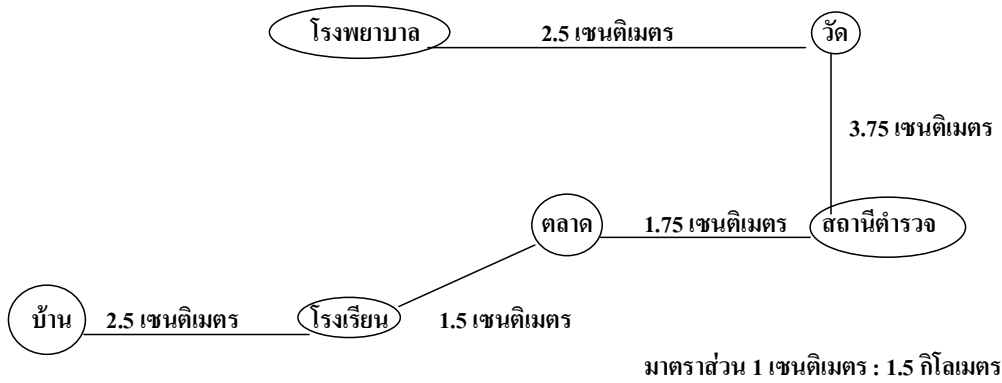 โรงพยาบาล 2.5 เซนติเมตร วัด
3.75 เซนติเมตร
ตลาด 1.75 เซนติเมตร สถานีตำรวจ
บ้าน 2.5 เซนติเมตร โรงเรียน 1.5 เซนติเมตร
มาตราส่วน 1 เซนติเมตร : 1.5 กิโลเมตร